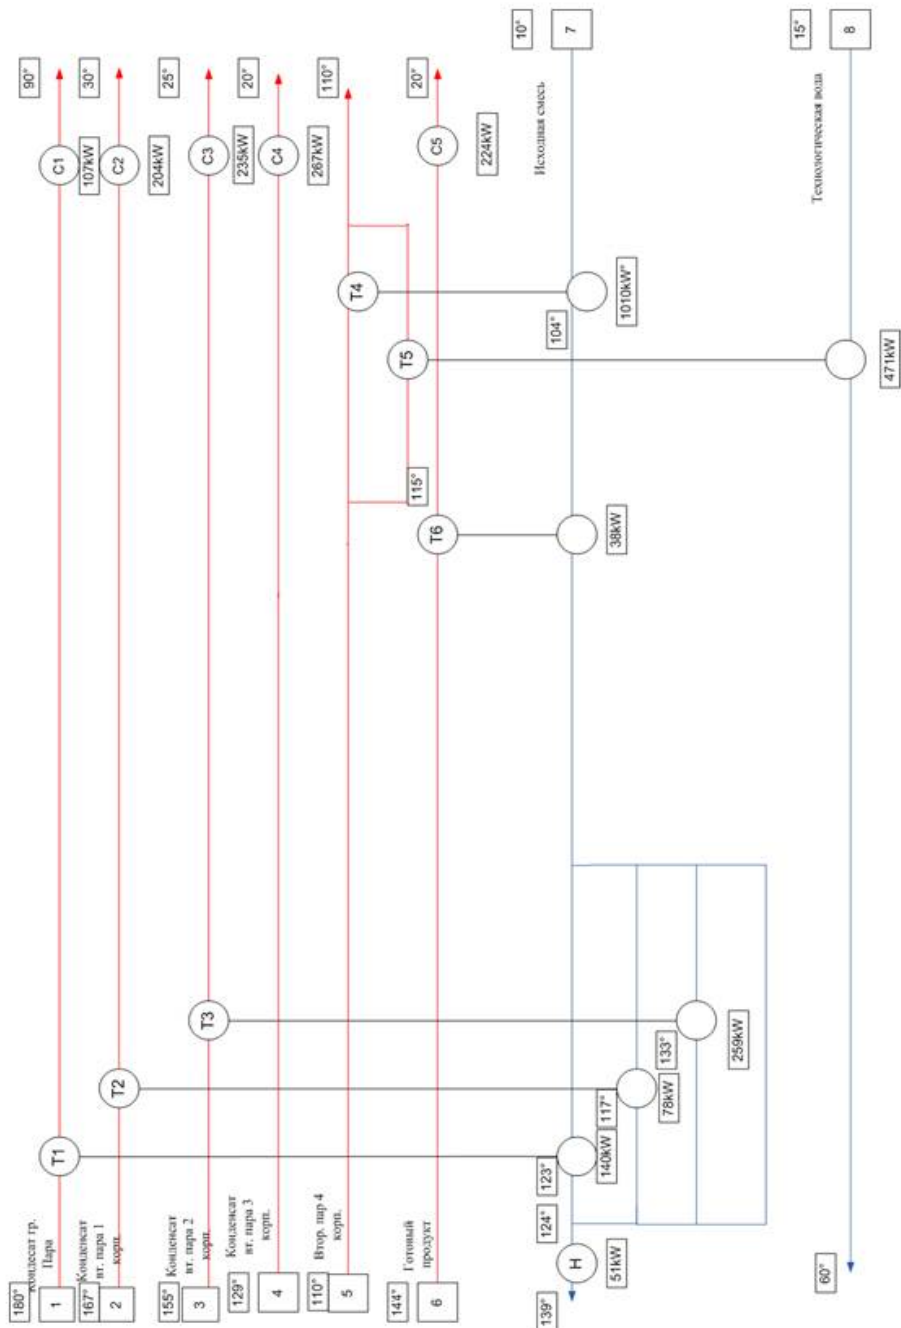 90°
30°
25°
20°
110°
20°
10°
7
15°
8
C1
107kW
C2
204kW
C3
235kW
C4
267kW
C5
224kW
Исходная смесь
Технологическая вода
T4
1010kW"
104°
T5
471kW
115°
T6
38kW
T3
133°
259kW
T2
117°
78kW
T1
123°
140kW
124°
H
51kW
139°
60°
Кондесат гр.
Пара
180°
1
Конденсат
вт. пара 1
корп.
167°
2
Конденсат
вт. пара 2
корп.
155°
3
Конденсат
вт. пара 3
корп.
129°
4
Втор. пар 4
корп.
110°
5
Готовый
продукт
144°
6